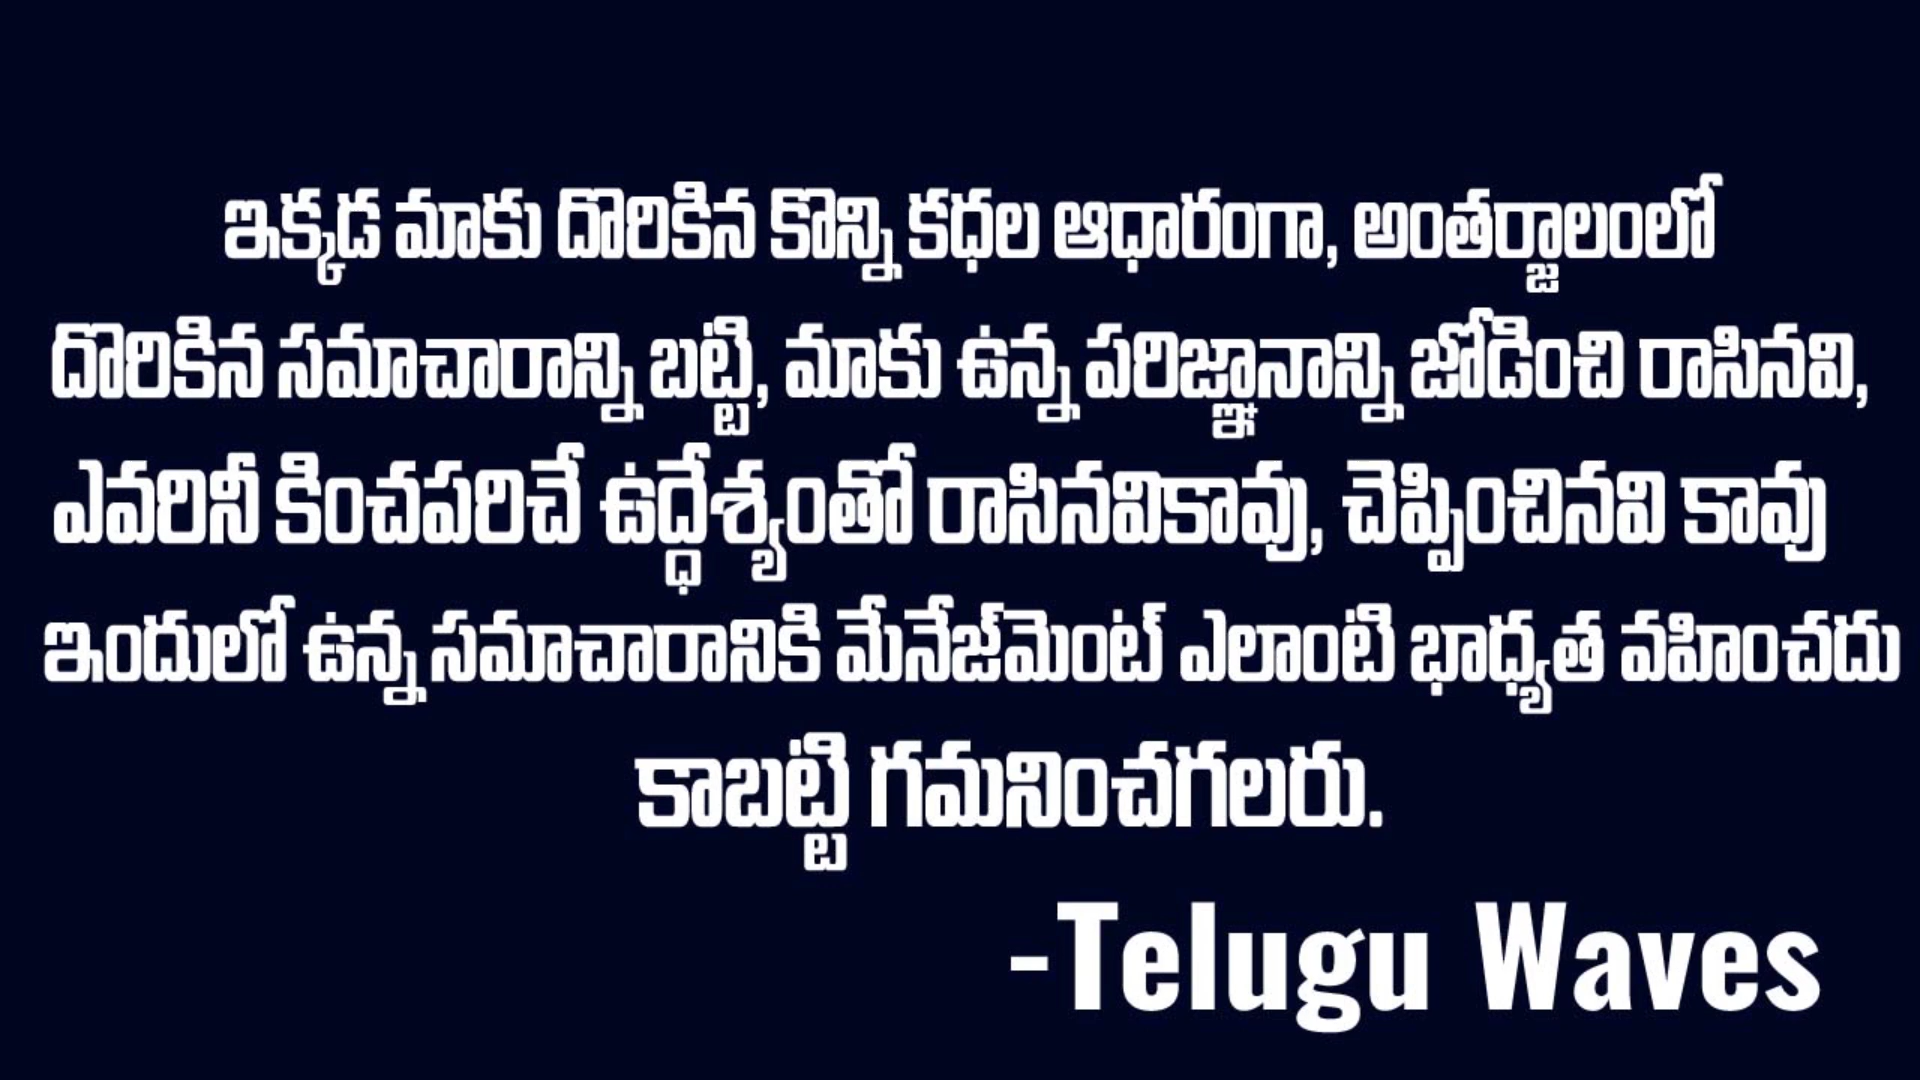 ఇక్కడ మాకు దొరికిన కొన్ని కధల ఆధారంగా, అంతర్జాలంలో
దొరికిన సమాచారాన్ని బట్టి, మాకు ఉన్న పరిజ్ఞానాన్ని జోడించి రాసినవి,
ఎవరినీ కించపరిచే ఉద్ధేశ్యంతో రాసినవికావు, చెప్పించినవి కావు
ఇందులో ఉన్న సమాచారానికి మేనేజ్‌మెంట్ ఎలాంటి భాధ్యత వహించదు
కాబట్టి గమనించగలరు.
-Telugu Waves